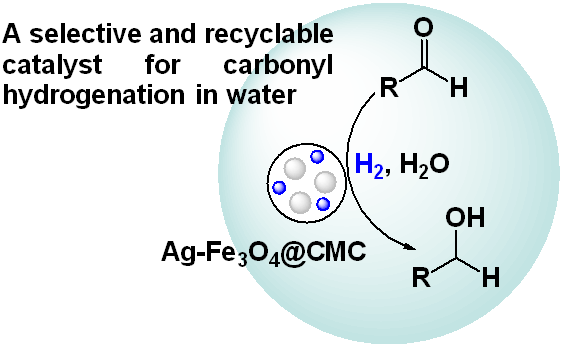 A selective and recyclable
catalyst for carbonyl
hydrogenation in water
O
R
H
H₂, H₂O
OH
Ag-Fe₃O₄@CMC
R
H